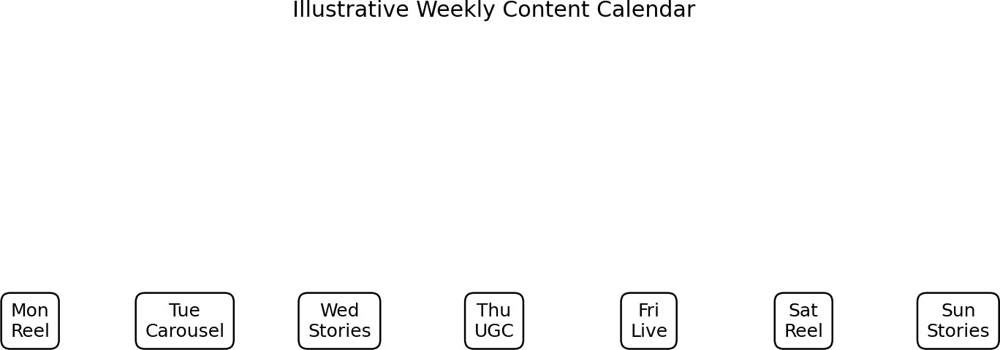 Illustrative Weekly Content Calendar
Mon
Reel
Tue
Carousel
Wed
Stories
Thu
UGC
Fri
Live
Sat
Reel
Sun
Stories